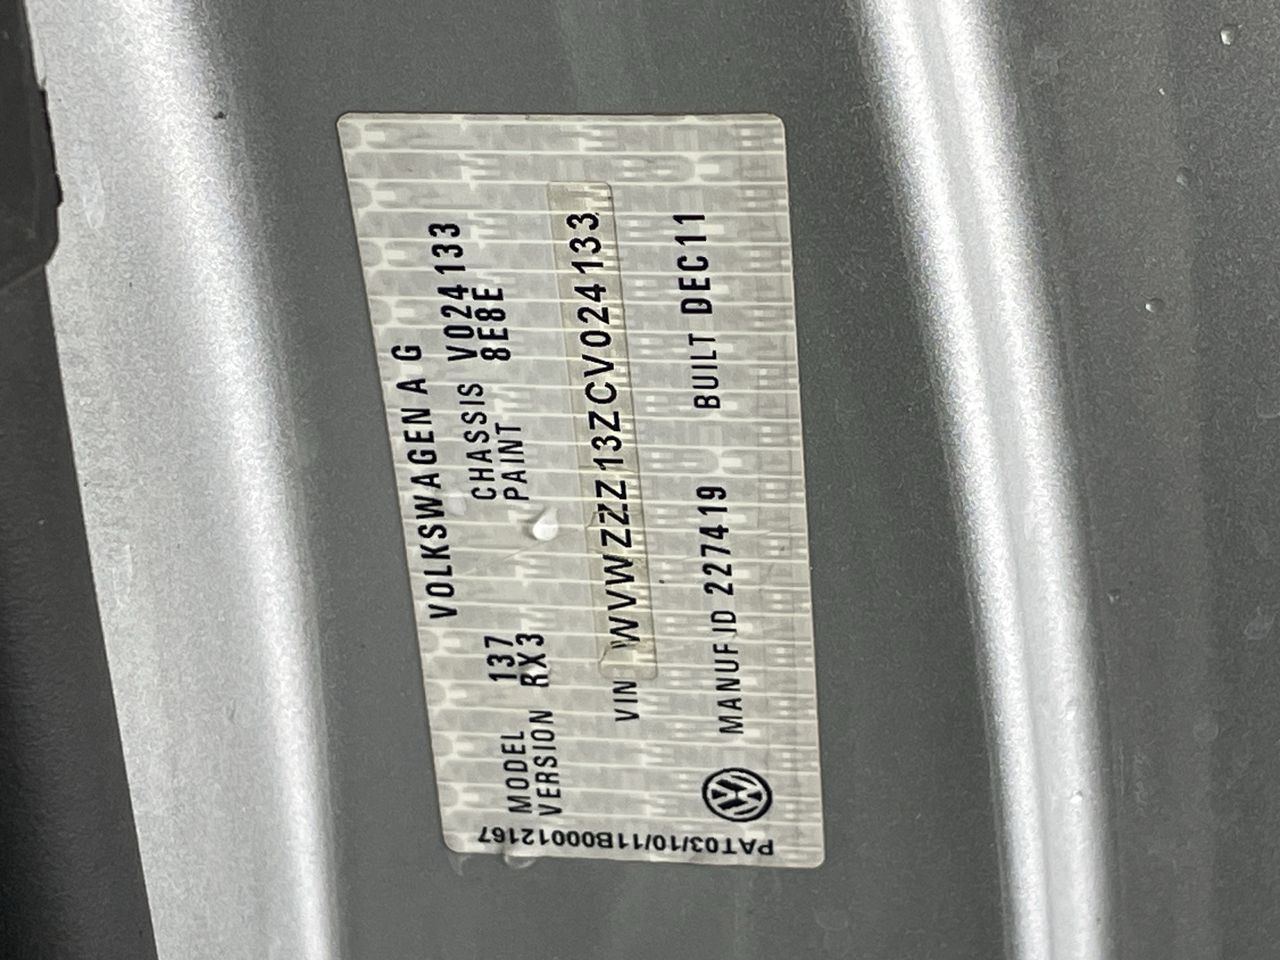 VOLKSWAGEN A G
MODEL 137 CHASSIS V024133
VERSION RX3 PAINT 8E8E
VIN WVWZZZ13ZCV024133
MANUF ID 227419 BUILT DEC11
PAT03/10/11B00012167